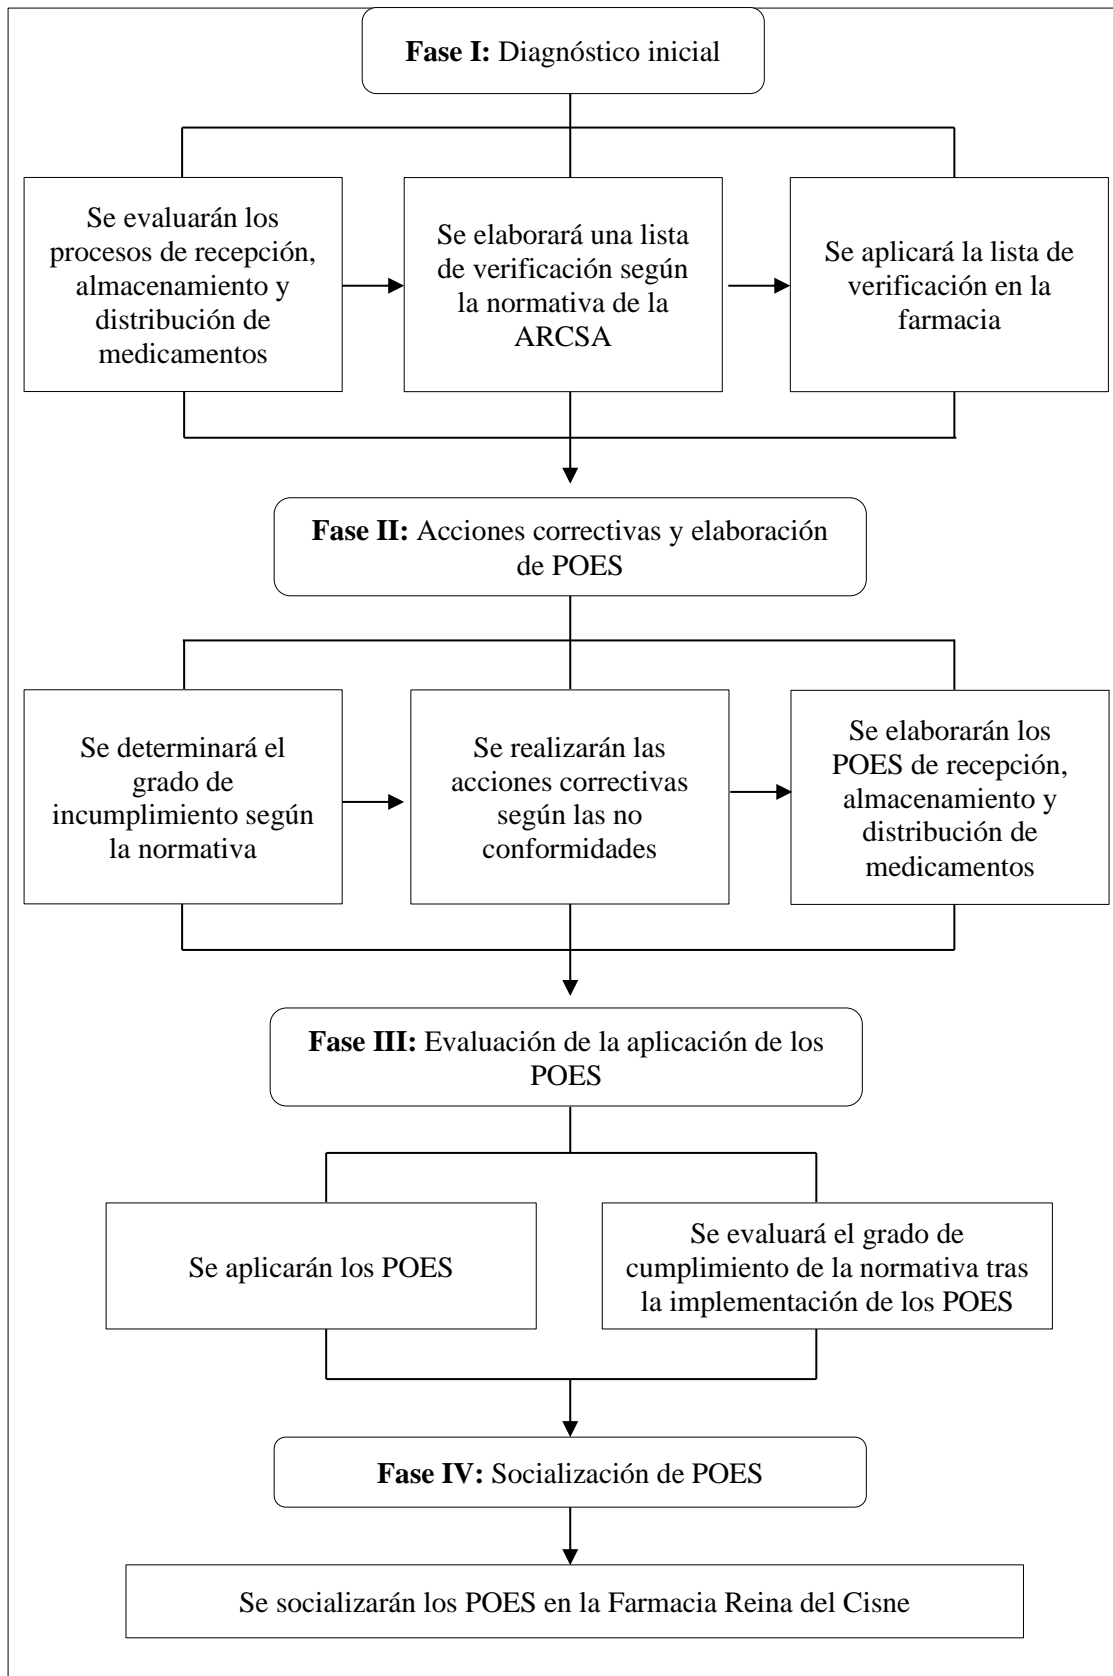 Fase I: Diagnóstico inicial
Se evaluarán los
procesos de recepción,
almacenamiento y
distribución de
medicamentos
Se elaborará una lista
de verificación según
la normativa de la
ARCSA
Se aplicará la lista de
verificación en la
farmacia
Fase II: Acciones correctivas y elaboración
de POES
Se determinará el
grado de
incumplimiento según
la normativa
Se realizarán las
acciones correctivas
según las no
conformidades
Se elaborarán los
POES de recepción,
almacenamiento y
distribución de
medicamentos
Fase III: Evaluación de la aplicación de los
POES
Se aplicarán los POES
Se evaluará el grado de
cumplimiento de la normativa tras
la implementación de los POES
Fase IV: Socialización de POES
Se socializarán los POES en la Farmacia Reina del Cisne